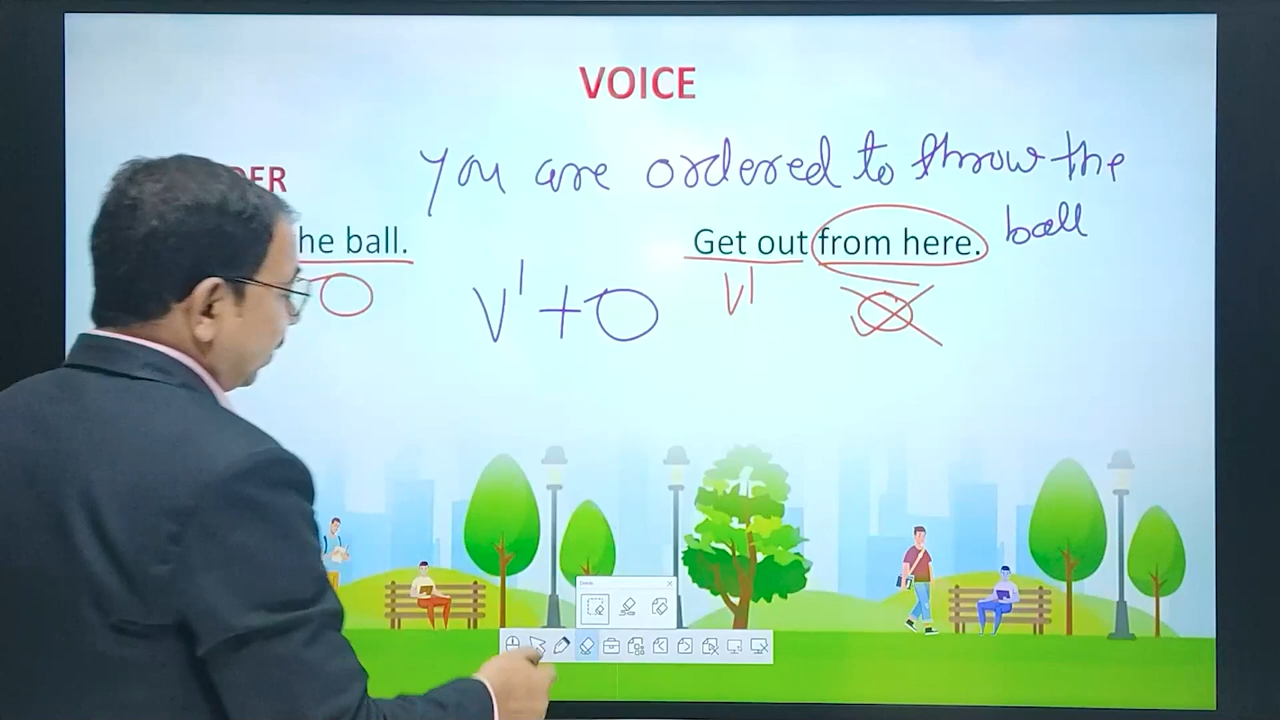 VOICE
You are ordered to throw the
ball
DER
he ball.
Get out from here.
O
V¹ + O
V¹
O